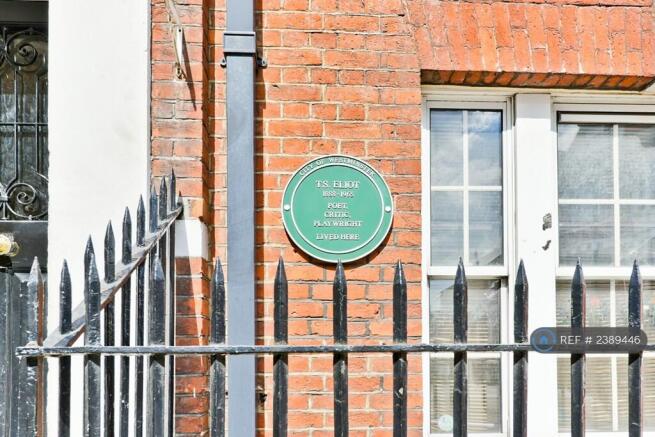 CITY OF WESTMINSTER
T.S. ELIOT
1888-1965
POET,
CRITIC,
PLAYWRIGHT
LIVED HERE
REF # 2389446